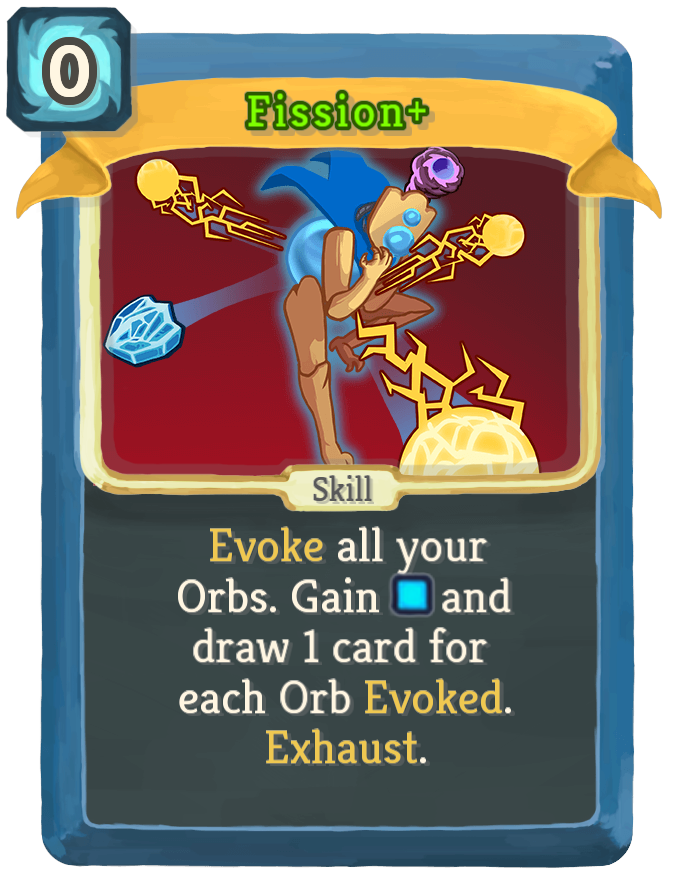 0
Fission+
Skill
Evoke all your
Orbs. Gain and
draw 1 card for
each Orb Evoked.
Exhaust.